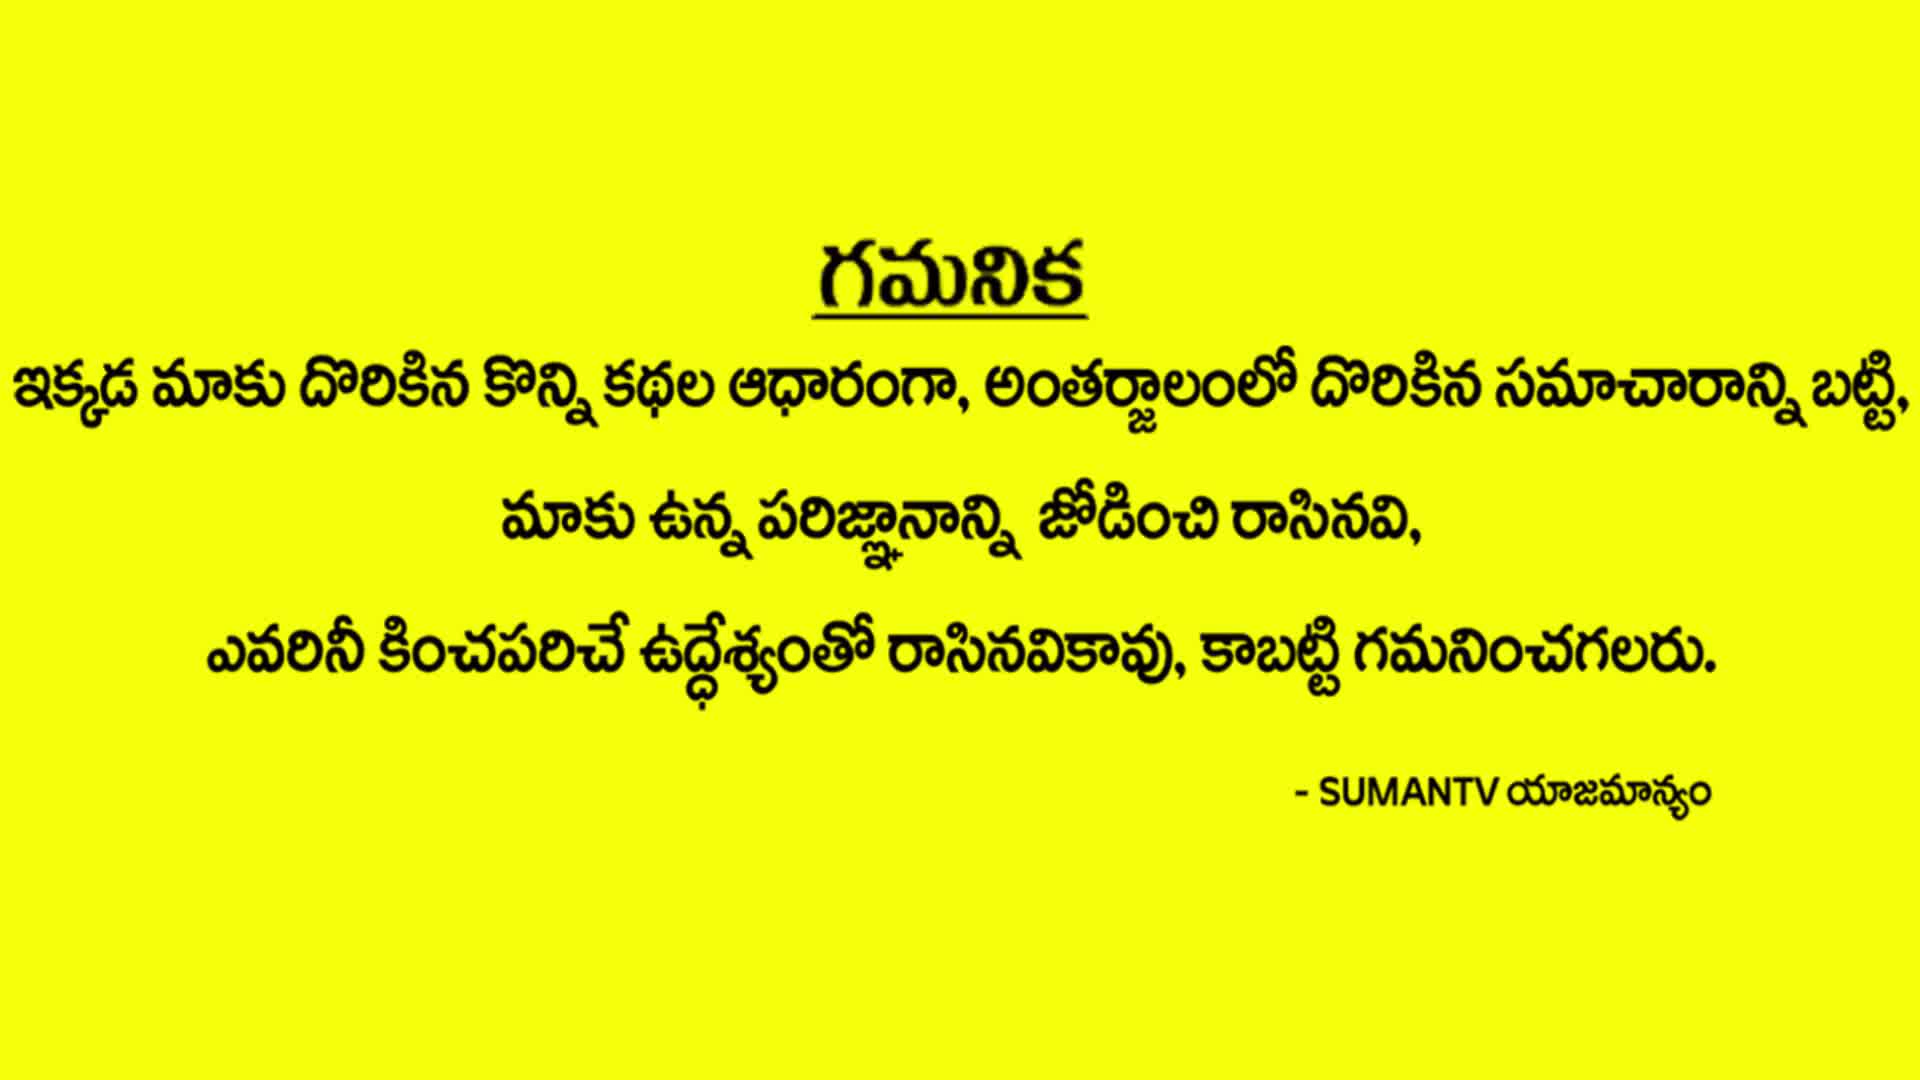 గమనిక
ఇక్కడ మాకు దొరికిన కొన్ని కథల ఆధారంగా, అంతర్జాలంలో దొరికిన సమాచారాన్ని బట్టి,
మాకు ఉన్న పరిజ్ఞానాన్ని జోడించి రాసినవి,
ఎవరినీ కించపరిచే ఉద్ధేశ్యంతో రాసినవికావు, కాబట్టి గమనించగలరు.
- SUMANTV యాజమాన్యం